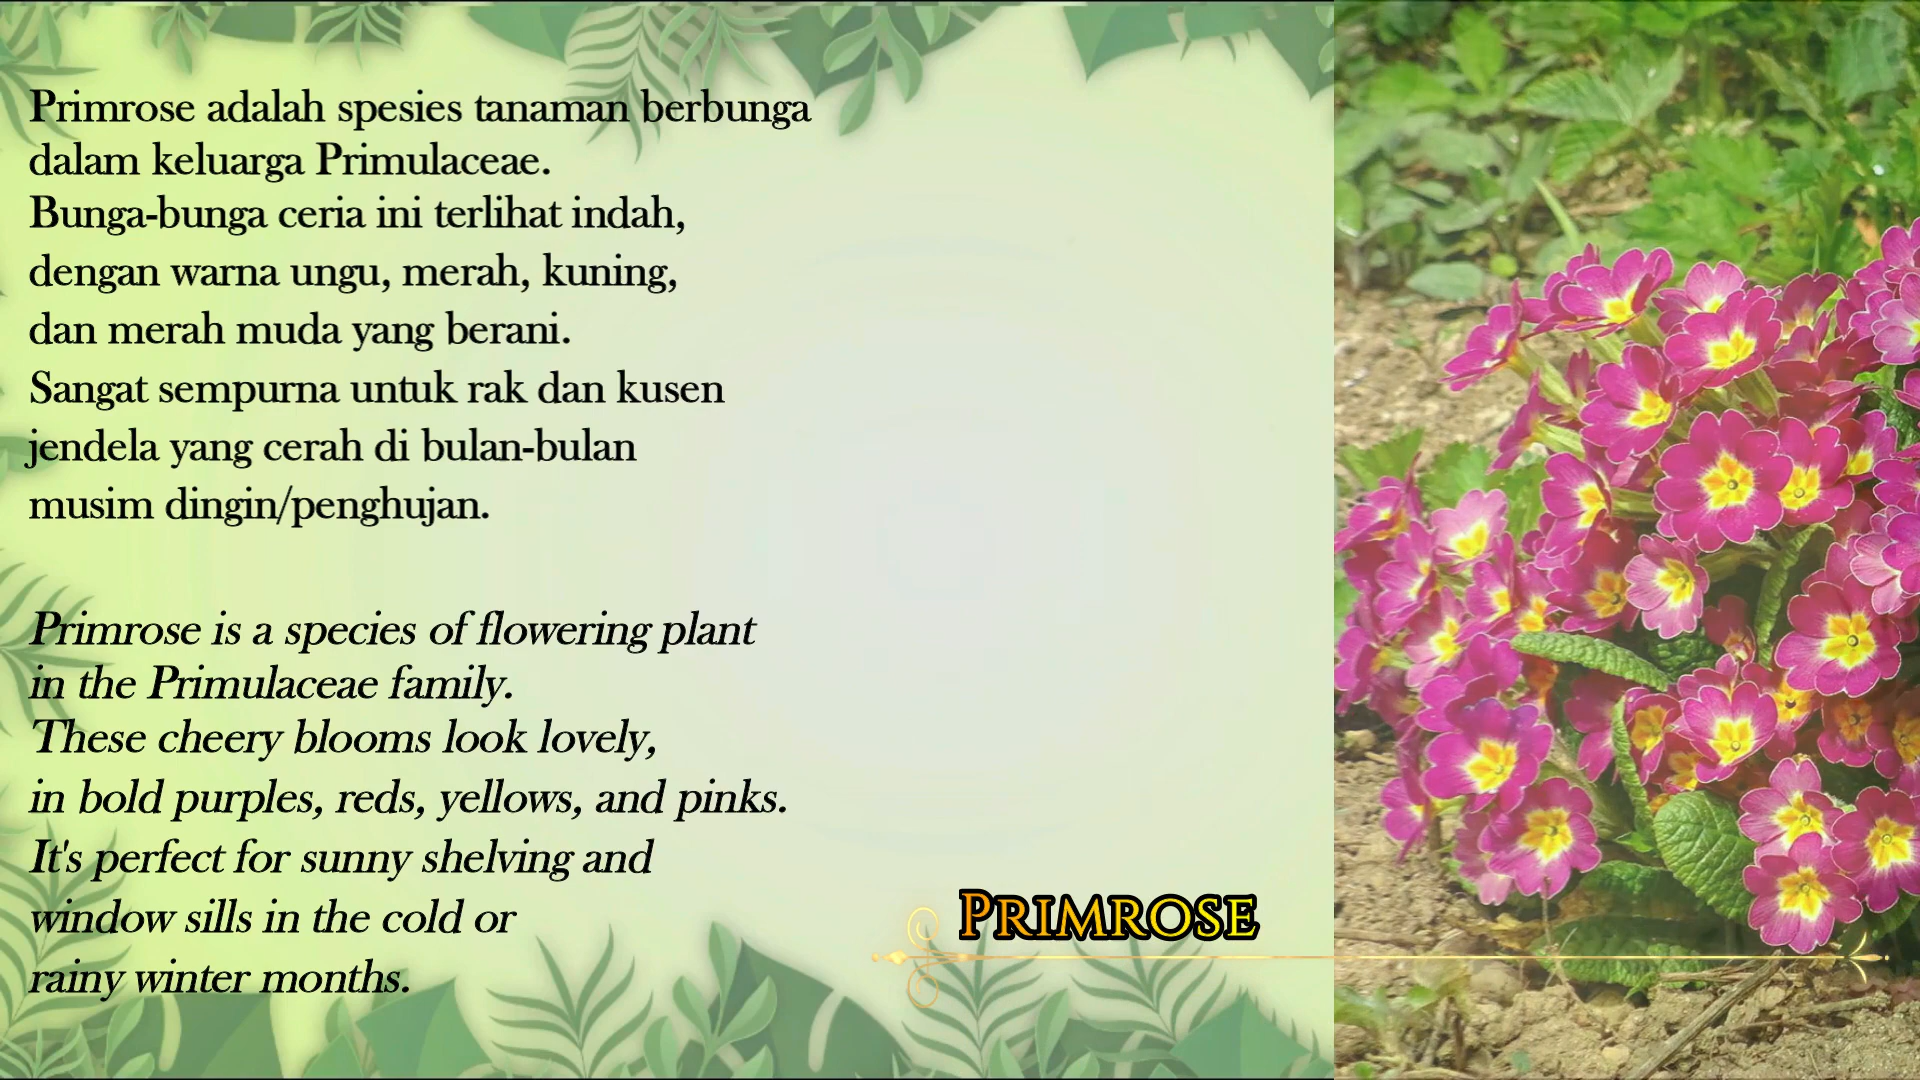 Primrose adalah spesies tanaman berbunga
dalam keluarga Primulaceae.
Bunga-bunga ceria ini terlihat indah,
dengan warna ungu, merah, kuning,
dan merah muda yang berani.
Sangat sempurna untuk rak dan kusen
jendela yang cerah di bulan-bulan
musim dingin/penghujan.
Primrose is a species of flowering plant
in the Primulaceae family.
These cheery blooms look lovely,
in bold purples, reds, yellows, and pinks.
It's perfect for sunny shelving and
window sills in the cold or
rainy winter months.
PRIMROSE